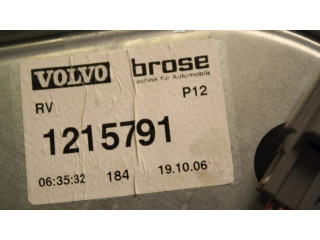 VOLVO brose
Technik für Automobile
RV P12
1215791
06:35:32 184 19.10.06